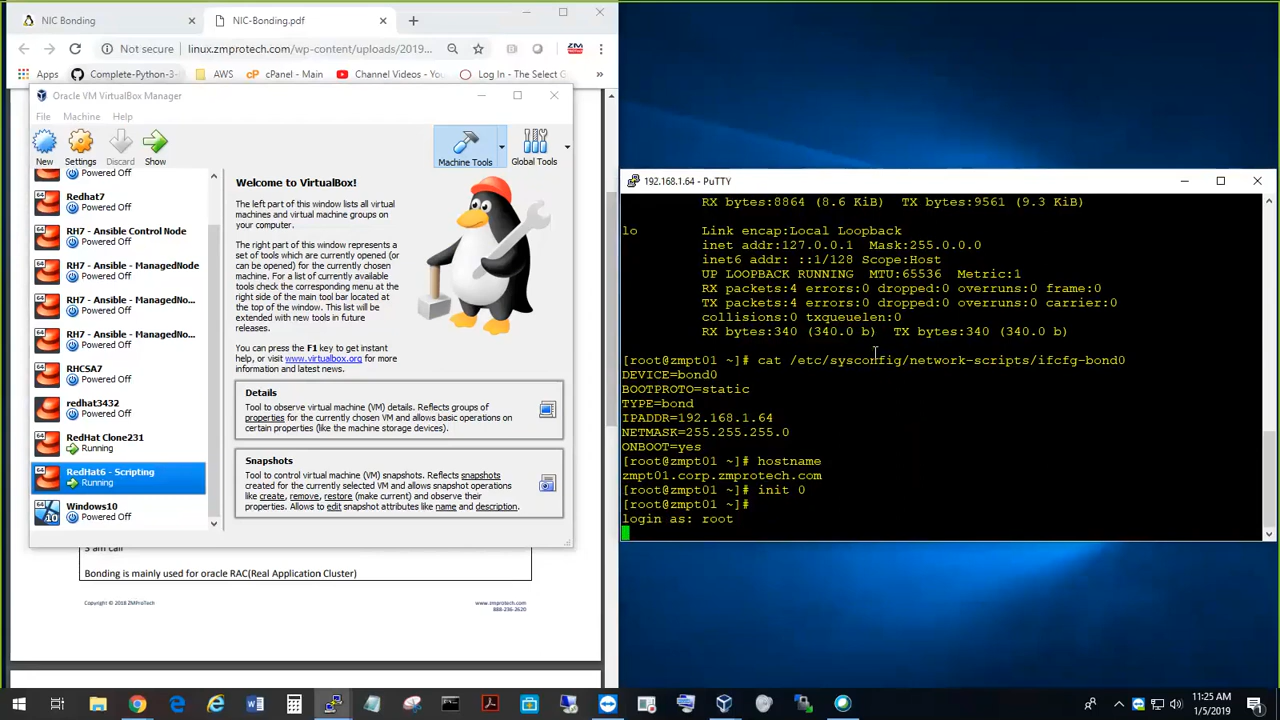 NIC Bonding
NIC-Bonding.pdf
Not secure
linux.zmprotech.com/wp-content/uploads/2019...
Apps
Complete-Python-3-
AWS
cPanel - Main
Channel Videos - You
Log In - The Select G
»
Oracle VM VirtualBox Manager
File
Machine
Help
New
Settings
Discard
Show
Machine Tools
Global Tools
Powered Off
Redhat7
Powered Off
RH7 - Ansible Control Node
Powered Off
RH7 - Ansible - ManagedNode
Powered Off
RH7 - Ansible - ManagedNo...
Powered Off
RH7 - Ansible - ManagedNo...
Powered Off
RHCSA7
Powered Off
redhat3432
Powered Off
RedHat Clone231
Running
RedHat6 - Scripting
Running
Windows10
Powered Off
Welcome to VirtualBox!
The left part of this window lists all virtual
machines and virtual machine groups on
your computer.
The right part of this window represents a
set of tools which are currently opened (or
can be opened) for the currently chosen
machine. For a list of currently available
tools check the corresponding menu at the
right side of the main tool bar located at
the top of the window. This list will be
extended with new tools in future
releases.
You can press the F1 key to get instant
help, or visit www.virtualbox.org for more
information and latest news.
Details
Tool to observe virtual machine (VM) details. Reflects groups of
properties for the currently chosen VM and allows basic operations on
certain properties (like the machine storage devices).
Snapshots
Tool to control virtual machine (VM) snapshots. Reflects snapshots
created for the currently selected VM and allows snapshot operations
like create, remove, restore (make current) and observe their
properties. Allows to edit snapshot attributes like name and description.
3 am call
Bonding is mainly used for oracle RAC(Real Application Cluster)
Copyright © 2018 ZMProTech
www.zmprotech.com
888-236-2620
192.168.1.64 - PuTTY
RX bytes:8864 (8.6 KiB)  TX bytes:9561 (9.3 KiB)
lo        Link encap:Local Loopback
inet addr:127.0.0.1  Mask:255.0.0.0
inet6 addr: ::1/128 Scope:Host
UP LOOPBACK RUNNING  MTU:65536  Metric:1
RX packets:4 errors:0 dropped:0 overruns:0 frame:0
TX packets:4 errors:0 dropped:0 overruns:0 carrier:0
collisions:0 txqueuelen:0
RX bytes:340 (340.0 b)  TX bytes:340 (340.0 b)
[root@zmpt01 ~]# cat /etc/sysconfig/network-scripts/ifcfg-bond0
DEVICE=bond0
BOOTPROTO=static
TYPE=bond
IPADDR=192.168.1.64
NETMASK=255.255.255.0
ONBOOT=yes
[root@zmpt01 ~]# hostname
zmpt01.corp.zmprotech.com
[root@zmpt01 ~]# init 0
[root@zmpt01 ~]#
login as: root
11:25 AM
1/5/2019